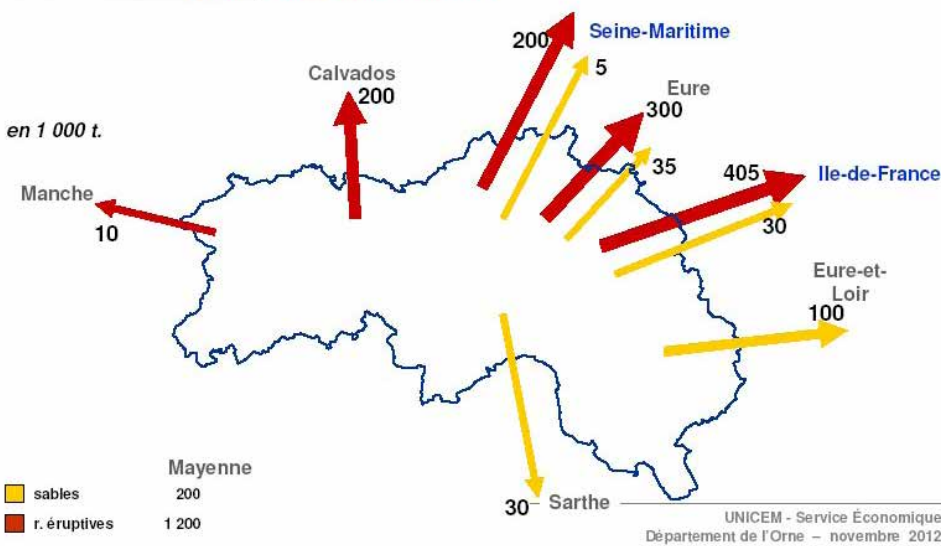 200
Seine-Maritime
5
Calvados
200
Eure
300
en 1 000 t.
35
405
Ile-de-France
Manche
10
30
Eure-et-
Loir
100
Mayenne
sables 200
30
Sarthe
r. éruptives 1 200
UNICEM - Service Économique
Département de l'Orne – novembre 2012